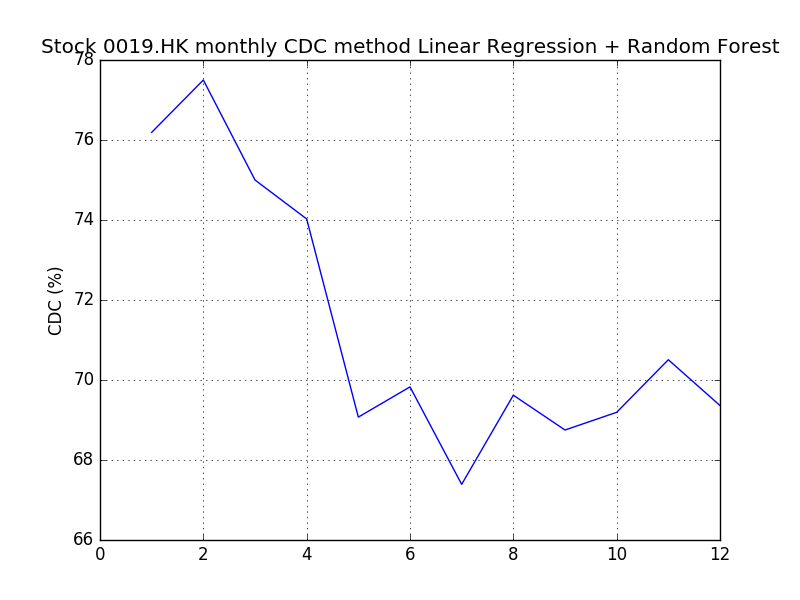 Stock 0019.HK monthly CDC method Linear Regression + Random Forest
78
76
74
72
70
68
66
CDC (%)
0 2 4 6 8 10 12